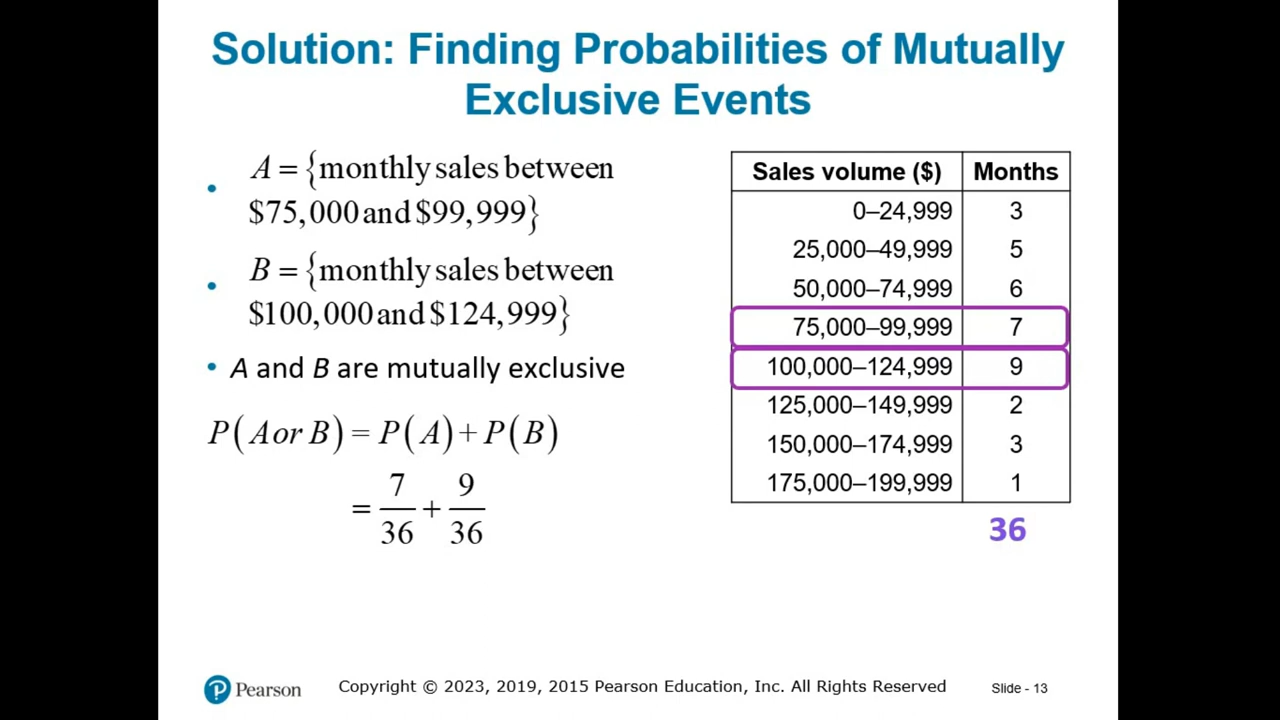 Solution: Finding Probabilities of Mutually
Exclusive Events
• A = {monthly sales between
$75,000 and $99,999}
• B = {monthly sales between
$100,000 and $124,999}
• A and B are mutually exclusive
P(A or B) = P(A) + P(B)
= 7/36 + 9/36
Sales volume ($) Months
0–24,999 3
25,000–49,999 5
50,000–74,999 6
75,000–99,999 7
100,000–124,999 9
125,000–149,999 2
150,000–174,999 3
175,000–199,999 1
36
P Pearson
Copyright © 2023, 2019, 2015 Pearson Education, Inc. All Rights Reserved
Slide - 13